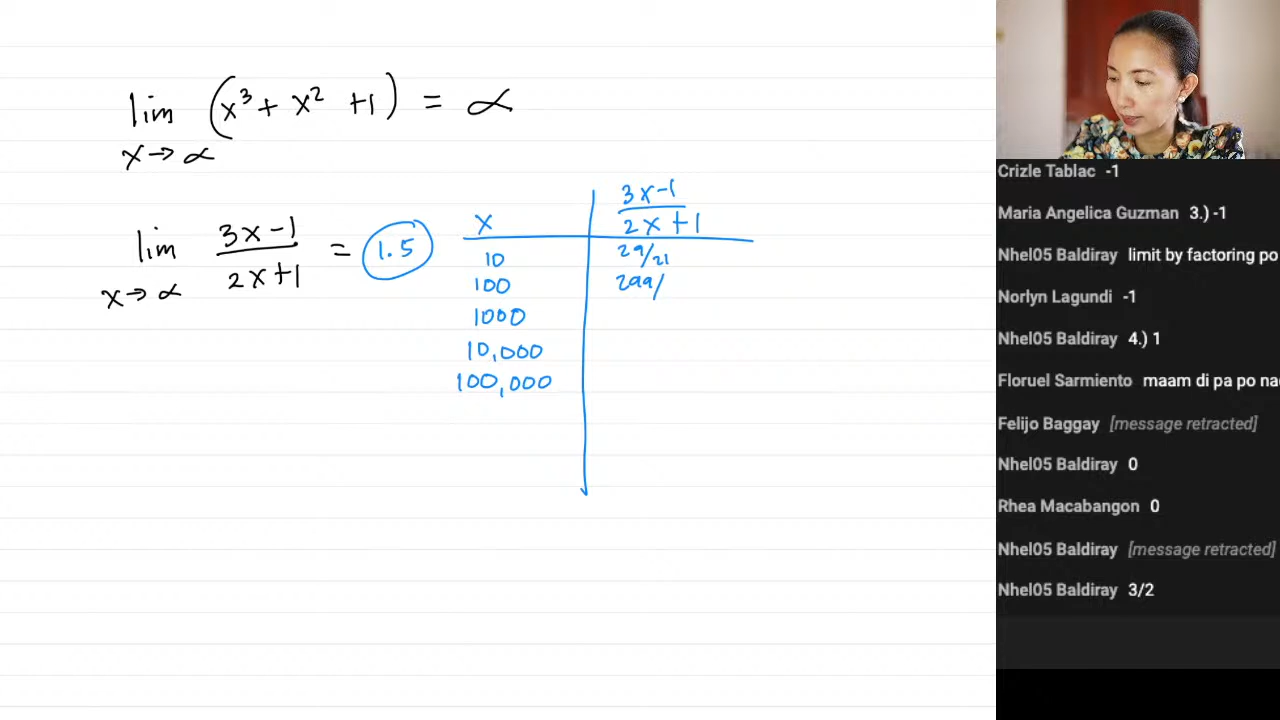 lim (x³ + x² + 1) = ∝
x → ∝
lim 3x-1 / 2x+1 = 1.5
x → ∝
x | 3x-1 / 2x+1
10 | 29/21
100 | 299/
1000
10,000
100,000
Crizle Tablac -1
Maria Angelica Guzman 3.) -1
Nhel05 Baldiray limit by factoring po
Norlyn Lagundi -1
Nhel05 Baldiray 4.) 1
Floruel Sarmiento maam di pa po na
Felijo Baggay [message retracted]
Nhel05 Baldiray 0
Rhea Macabangon 0
Nhel05 Baldiray [message retracted]
Nhel05 Baldiray 3/2